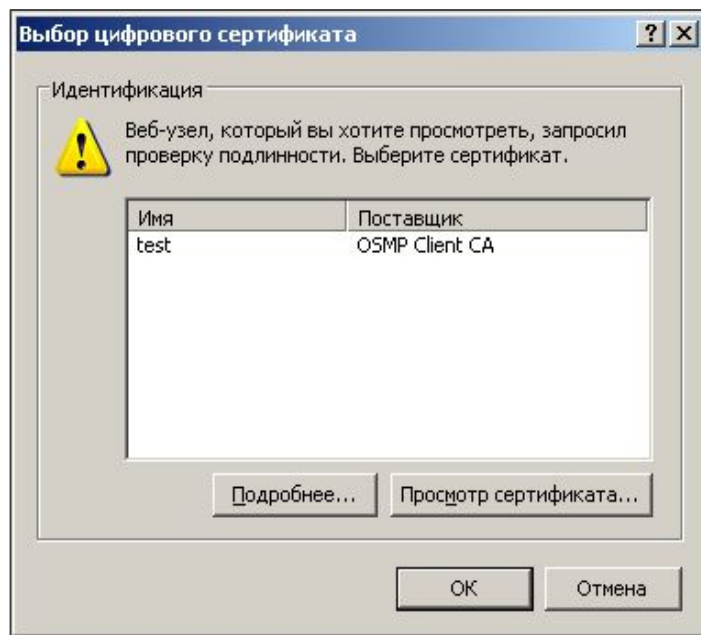 Выбор цифрового сертификата
Идентификация
Веб-узел, который вы хотите просмотреть, запросил
проверку подлинности. Выберите сертификат.
Имя Поставщик
test OSMP Client CA
Подробнее... Просмотр сертификата...
ОК Отмена